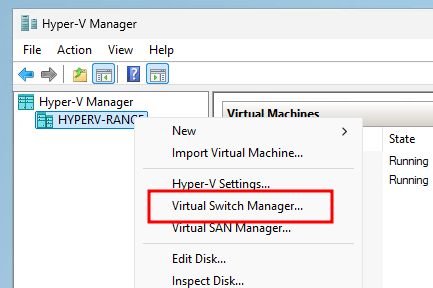 Hyper-V Manager
File Action View Help
Hyper-V Manager
HYPERV-RANGE
Virtual Machines
New
State
Import Virtual Machine...
Running
Hyper-V Settings...
Running
Virtual Switch Manager...
Virtual SAN Manager...
Edit Disk...
Inspect Disk...